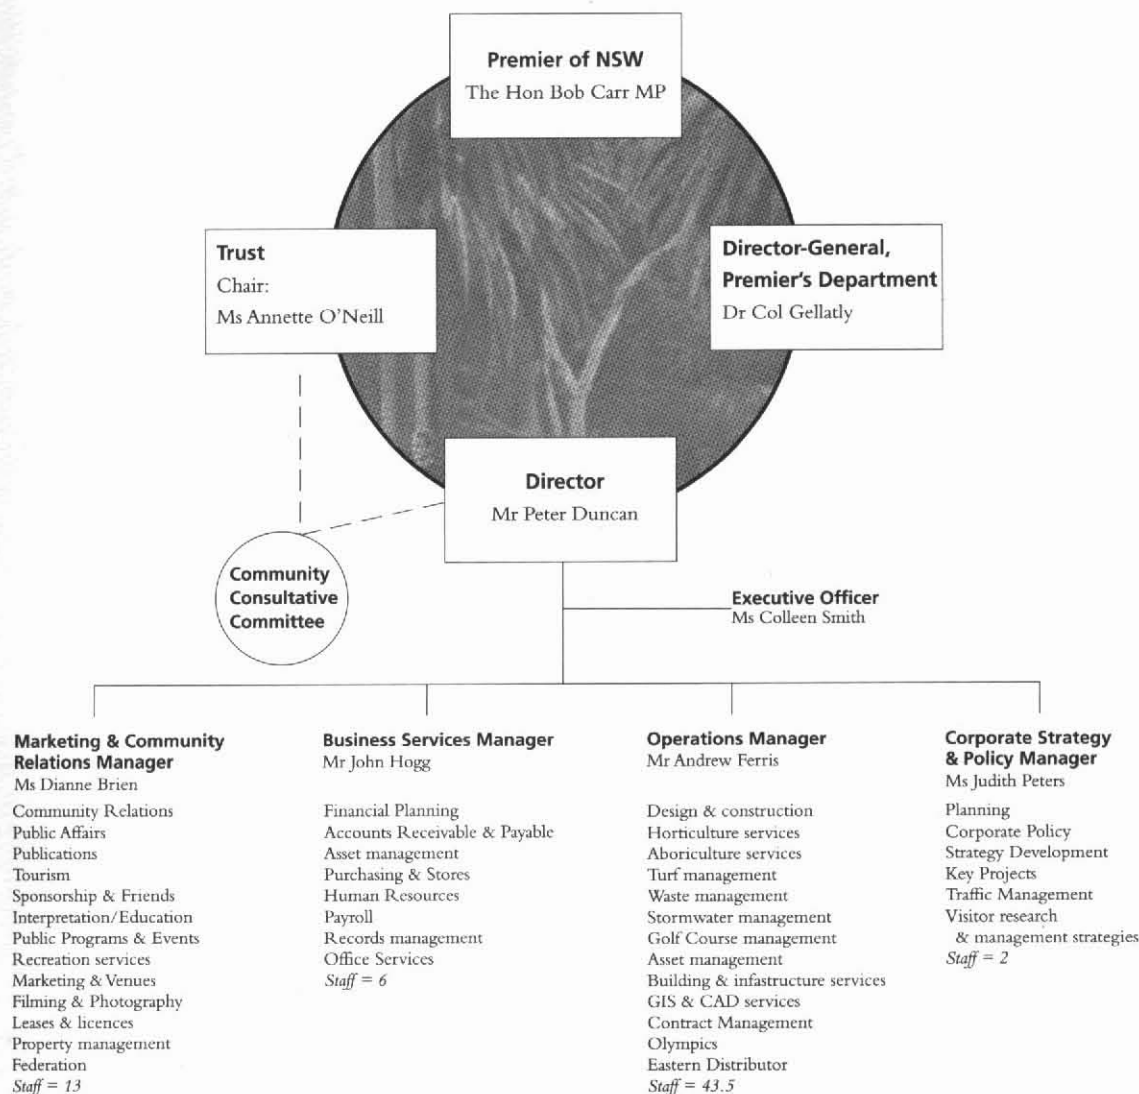 Premier of NSW
The Hon Bob Carr MP
Trust
Chair:
Ms Annette O'Neill
Director-General,
Premier's Department
Dr Col Gellatly
Director
Mr Peter Duncan
Community
Consultative
Committee
Executive Officer
Ms Colleen Smith
Marketing & Community
Relations Manager
Ms Dianne Brien
Community Relations
Public Affairs
Publications
Tourism
Sponsorship & Friends
Interpretation/Education
Public Programs & Events
Recreation services
Marketing & Venues
Filming & Photography
Leases & licences
Property management
Federation
Staff = 13
Business Services Manager
Mr John Hogg
Financial Planning
Accounts Receivable & Payable
Asset management
Purchasing & Stores
Human Resources
Payroll
Records management
Office Services
Staff = 6
Operations Manager
Mr Andrew Ferris
Design & construction
Horticulture services
Aboriculture services
Turf management
Waste management
Stormwater management
Golf Course management
Asset management
Building & infastructure services
GIS & CAD services
Contract Management
Olympics
Eastern Distributor
Staff = 43.5
Corporate Strategy
& Policy Manager
Ms Judith Peters
Planning
Corporate Policy
Strategy Development
Key Projects
Traffic Management
Visitor research
& management strategies
Staff = 2